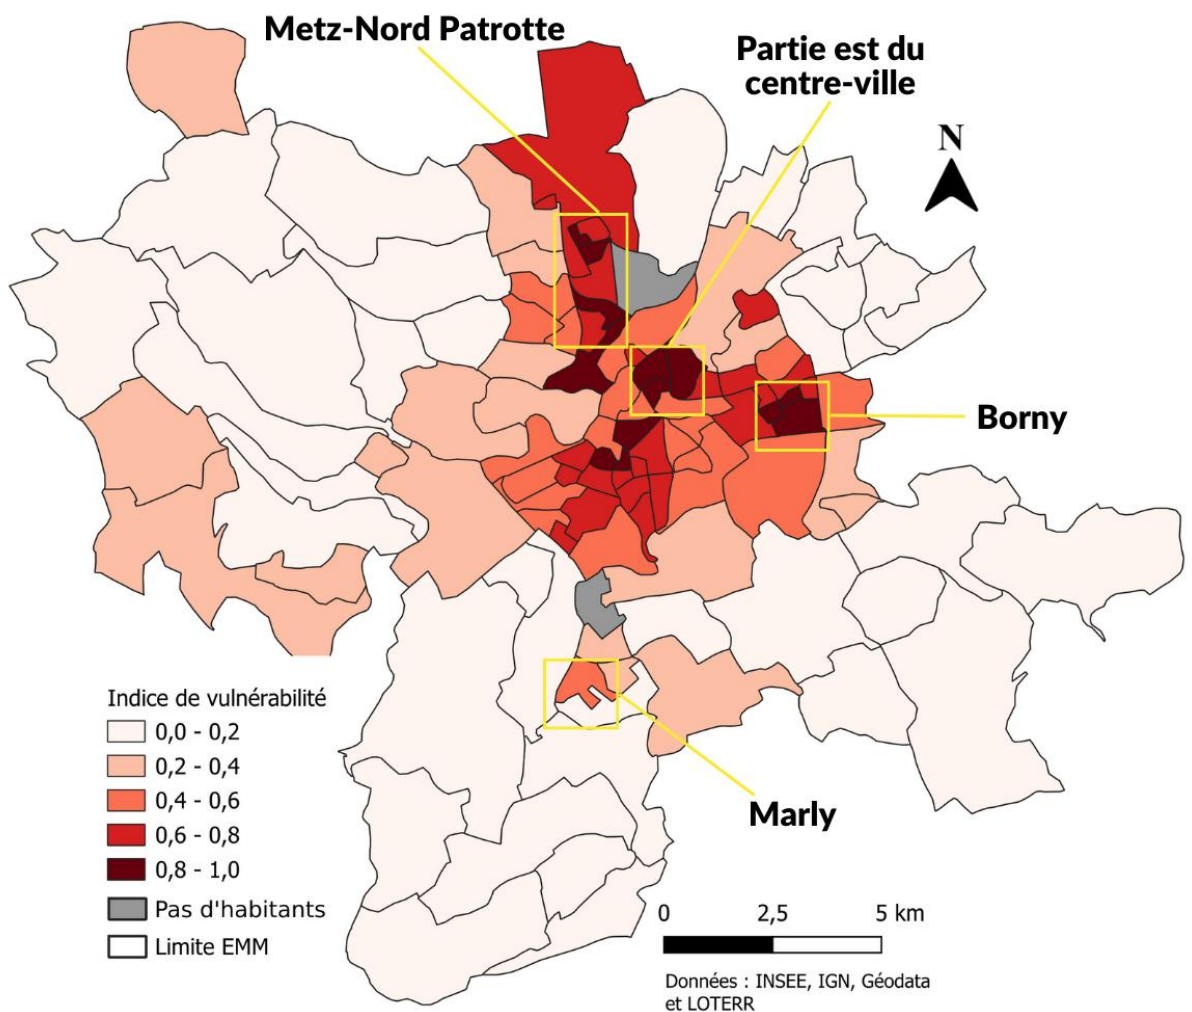 Metz-Nord Patrotte
Partie est du
centre-ville
N
Borny
Marly
Indice de vulnérabilité
0,0 - 0,2
0,2 - 0,4
0,4 - 0,6
0,6 - 0,8
0,8 - 1,0
Pas d'habitants
Limite EMM
0 2,5 5 km
Données : INSEE, IGN, Géodata
et LOTERR